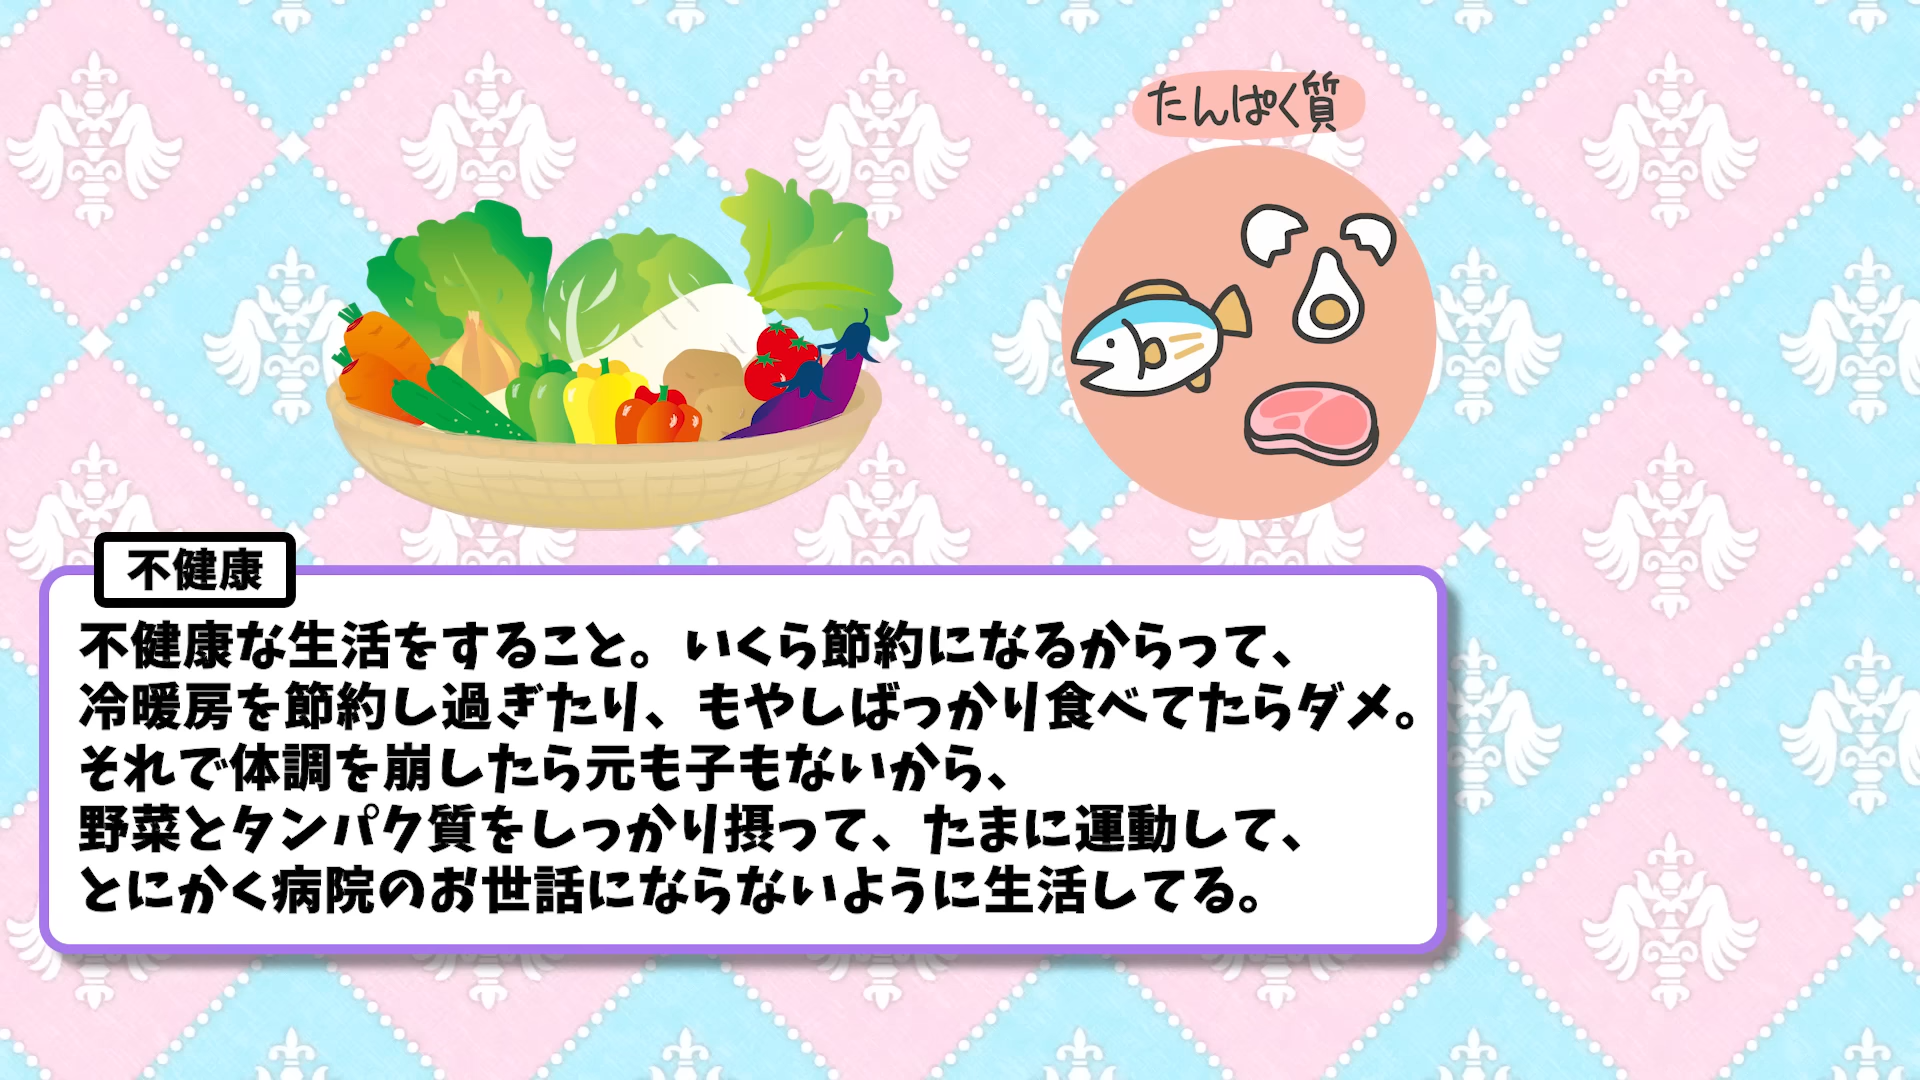 たんぱく質
不健康
不健康な生活をすること。いくら節約になるからって、
冷暖房を節約し過ぎたり、もやしばっかり食べてたらダメ。
それで体調を崩したら元も子もないから、
野菜とタンパク質をしっかり摂って、たまに運動して、
とにかく病院のお世話にならないように生活してる。